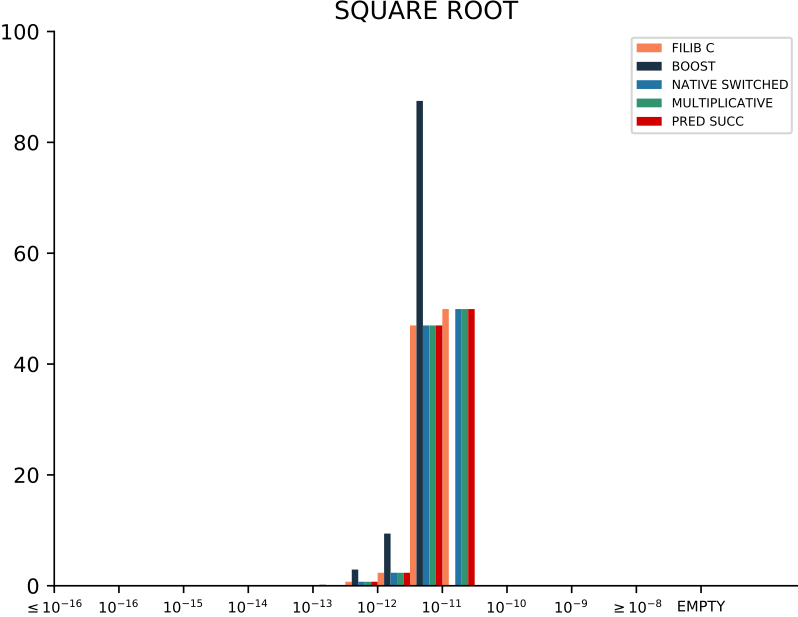 SQUARE ROOT
100
80
60
40
20
0
FILIB C
BOOST
NATIVE SWITCHED
MULTIPLICATIVE
PRED SUCC
≤10⁻¹⁶ 10⁻¹⁶ 10⁻¹⁵ 10⁻¹⁴ 10⁻¹³ 10⁻¹² 10⁻¹¹ 10⁻¹⁰ 10⁻⁹ ≥10⁻⁸ EMPTY